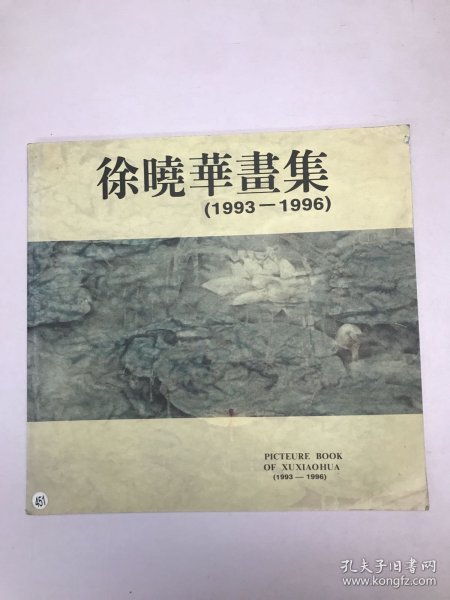 徐曉華畫集
(1993－1996)
PICTEURE BOOK
OF XUXIAOHUA
(1993 — 1996)
451
孔夫子旧书网
www.kongfz.com